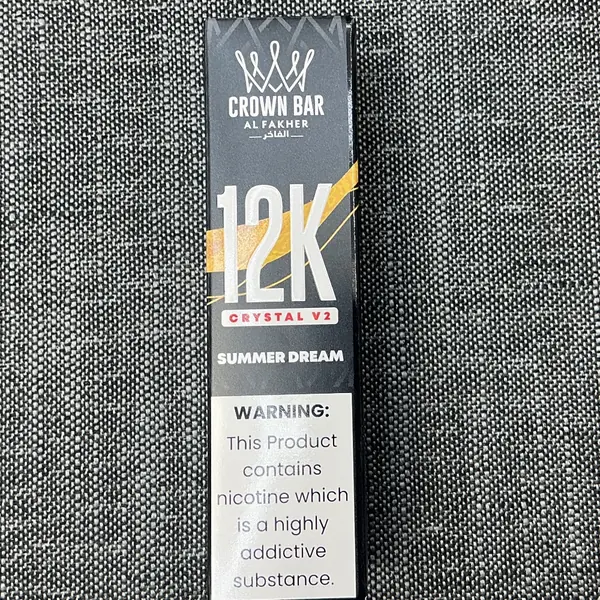 CROWN BAR
AL FAKHER
الفاخر
12K
CRYSTAL V2
SUMMER DREAM
WARNING:
This Product
contains
nicotine which
is a highly
addictive
substance.